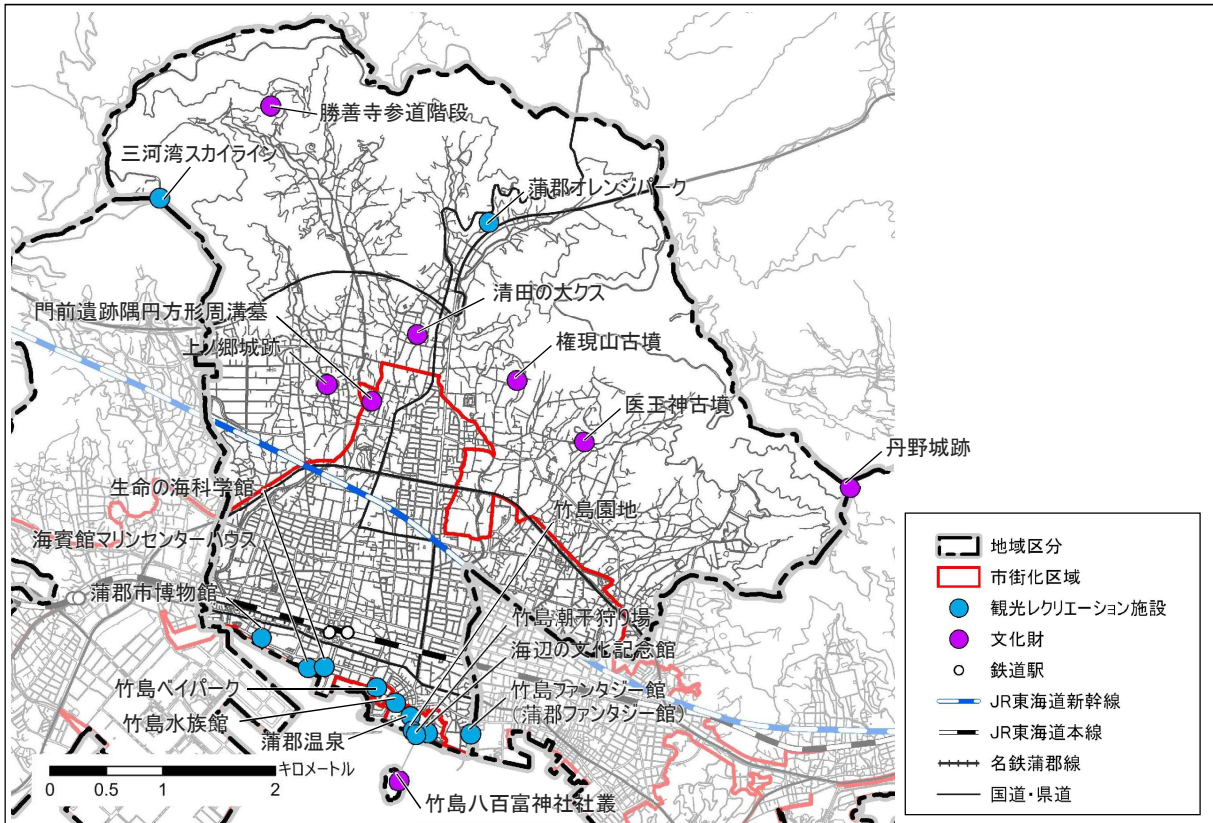 勝善寺参道階段
三河湾スカイライン
蒲郡オレンジパーク
清田の大クス
門前遺跡隅円方形周溝墓
権現山古墳
上ノ郷城跡
医王神古墳
丹野城跡
生命の海科学館
竹島園地
海賓館マリンセンターハウス
蒲郡市博物館
竹島潮干狩り場
海辺の文化記念館
竹島ベイパーク
竹島ファンタジー館
(蒲郡ファンタジー館)
竹島水族館
蒲郡温泉
キロメートル
0 0.5 1 2
竹島八百富神社社叢
地域区分
市街化区域
観光レクリエーション施設
文化財
鉄道駅
JR東海道新幹線
JR東海道本線
名鉄蒲郡線
国道・県道